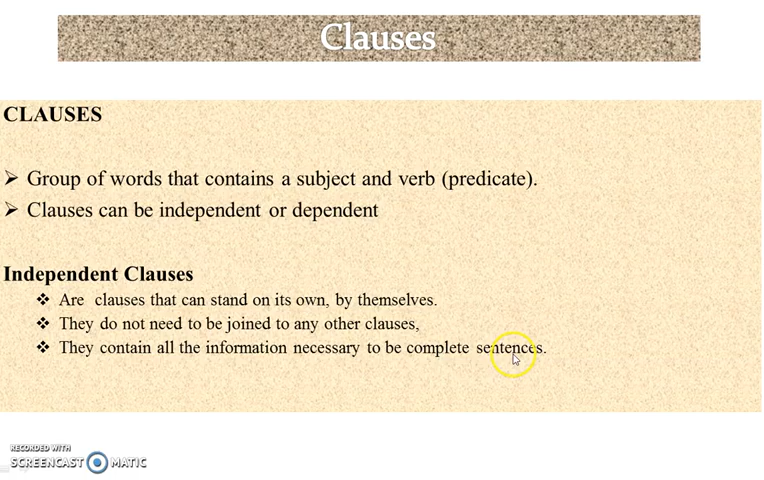 Clauses
CLAUSES
➢ Group of words that contains a subject and verb (predicate).
➢ Clauses can be independent or dependent
Independent Clauses
❖ Are clauses that can stand on its own, by themselves.
❖ They do not need to be joined to any other clauses,
❖ They contain all the information necessary to be complete sentences.
RECORDED WITH
SCREENCAST MATIC